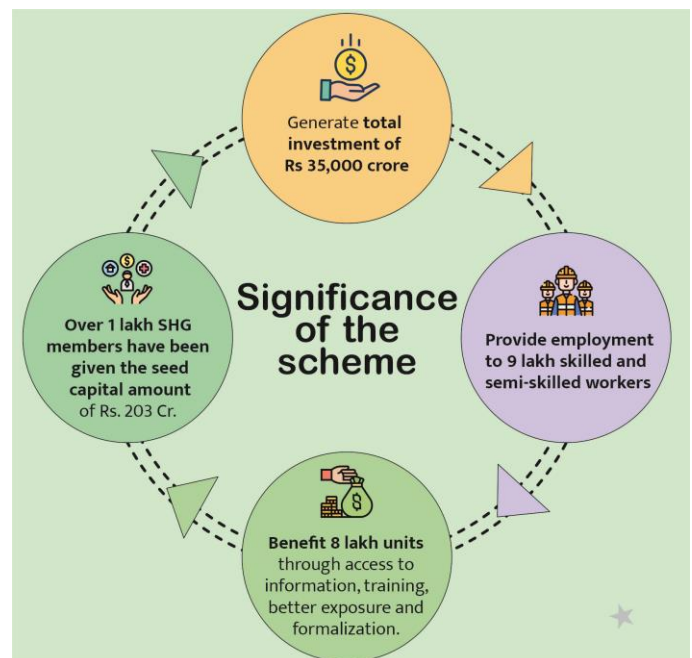 Generate total
investment of
Rs 35,000 crore
Significance
of the
scheme
Provide employment
to 9 lakh skilled and
semi-skilled workers
Benefit 8 lakh units
through access to
information, training,
better exposure and
formalization.
Over 1 lakh SHG
members have been
given the seed
capital amount
of Rs. 203 Cr.